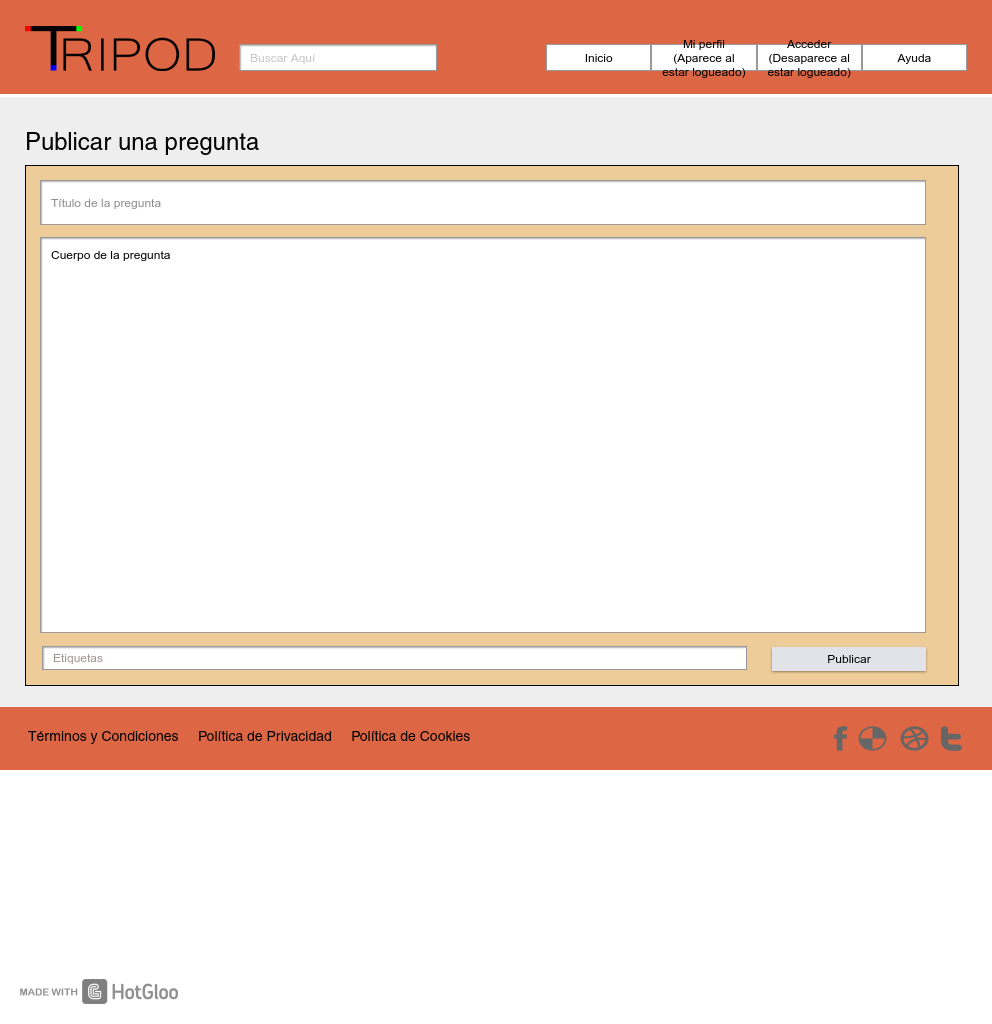 TRIPOD
Buscar Aquí
Inicio
Mi perfil
(Aparece al
estar logueado)
Acceder
(Desaparece al
estar logueado)
Ayuda
Publicar una pregunta
Título de la pregunta
Cuerpo de la pregunta
Etiquetas
Publicar
Términos y Condiciones
Política de Privacidad
Política de Cookies
MADE WITH HotGloo